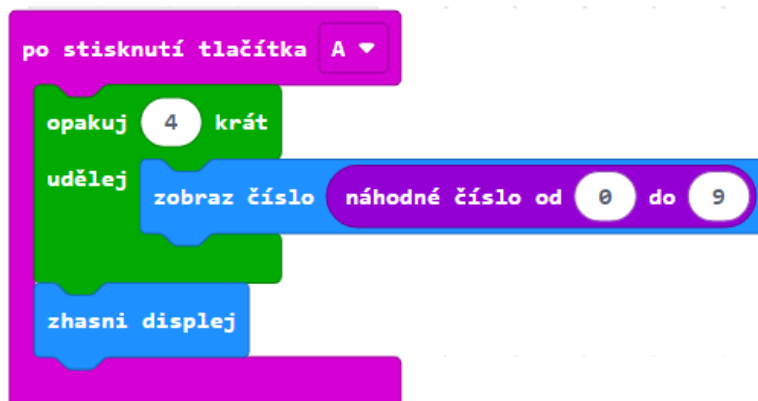 po stisknutí tlačítka A
opakuj 4 krát
udělej
zobraz číslo náhodné číslo od 0 do 9
zhasni displej